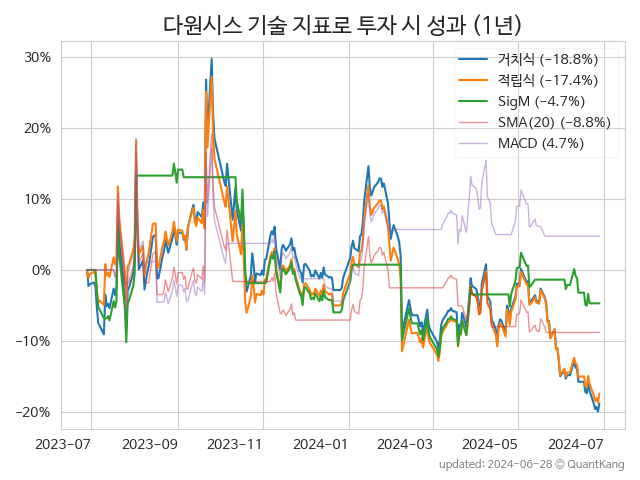 다원시스 기술 지표로 투자 시 성과 (1년)
30%
20%
10%
0%
−10%
−20%
거치식 (−18.8%)
적립식 (−17.4%)
SigM (−4.7%)
SMA(20) (−8.8%)
MACD (4.7%)
2023-07 2023-09 2023-11 2024-01 2024-03 2024-05 2024-07
updated: 2024-06-28 @ QuantKang